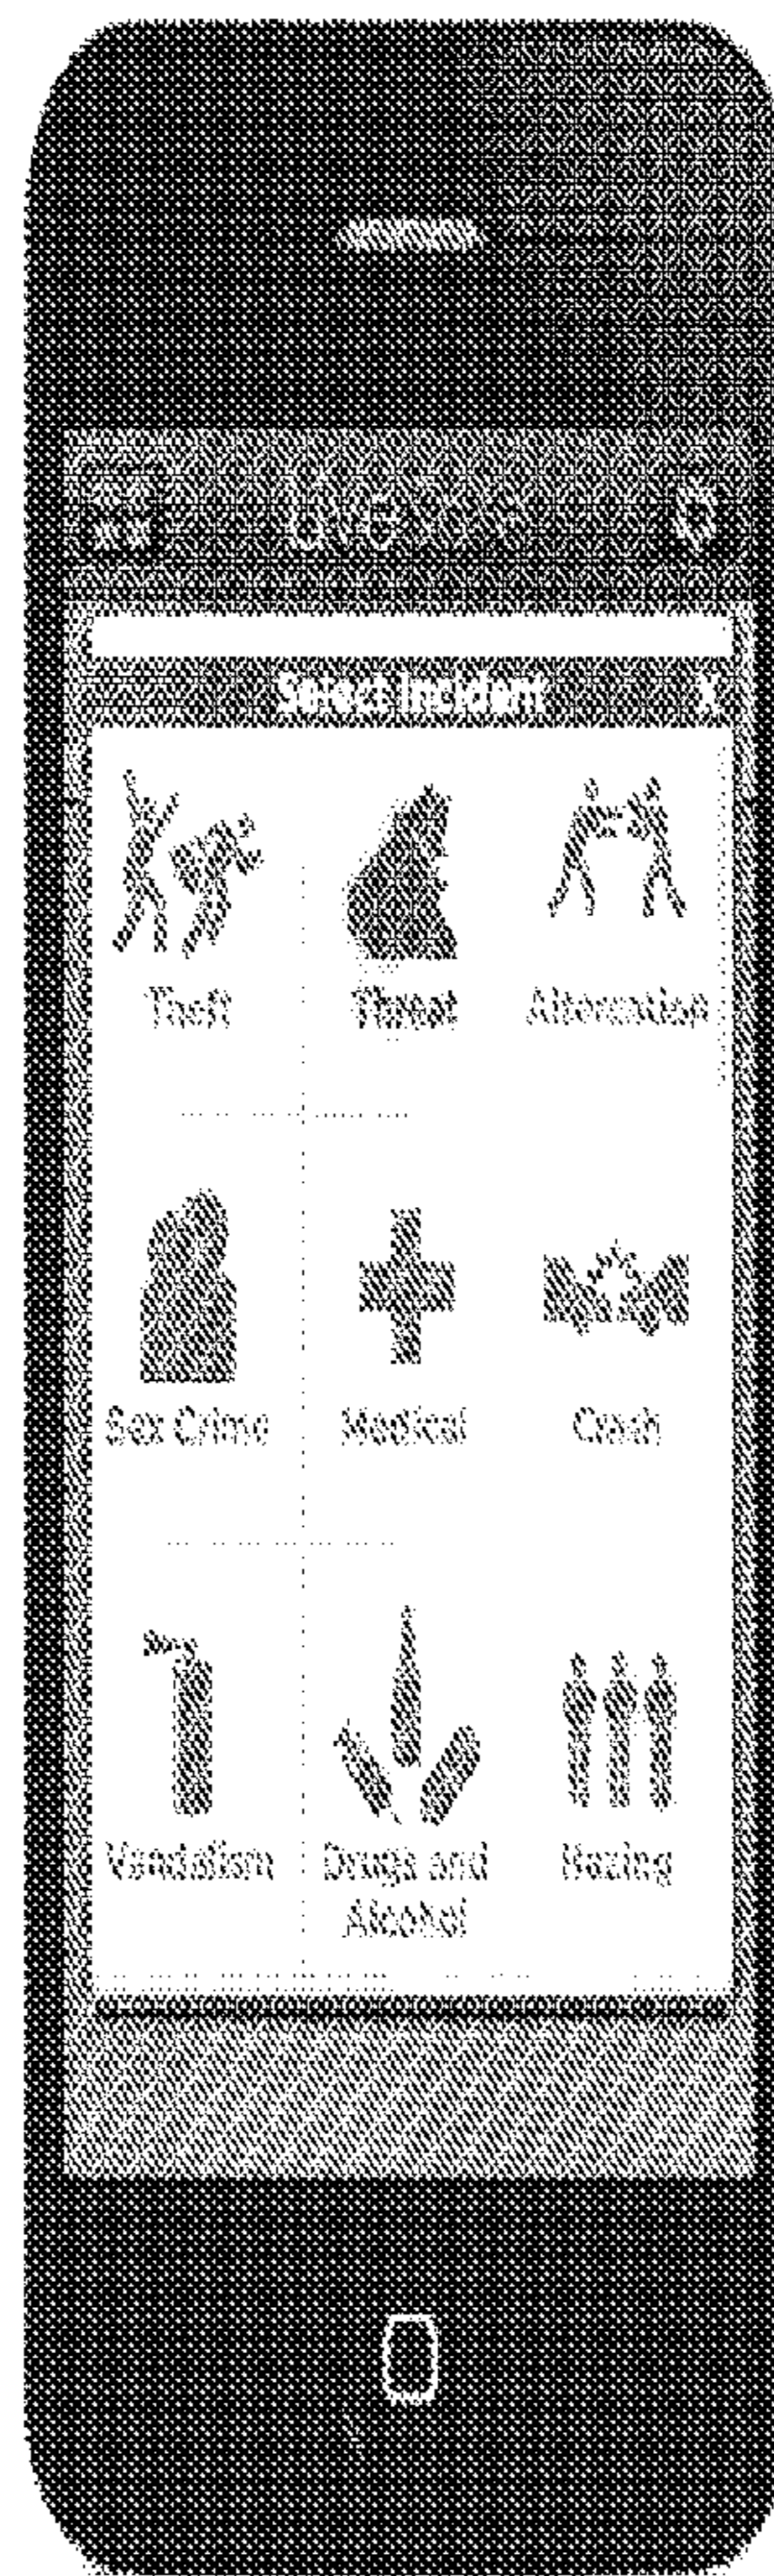 Select Incident X
Theft Threat Altercation
Sex Crime Medical Crash
Vandalism Drugs and Hazing
Alcohol